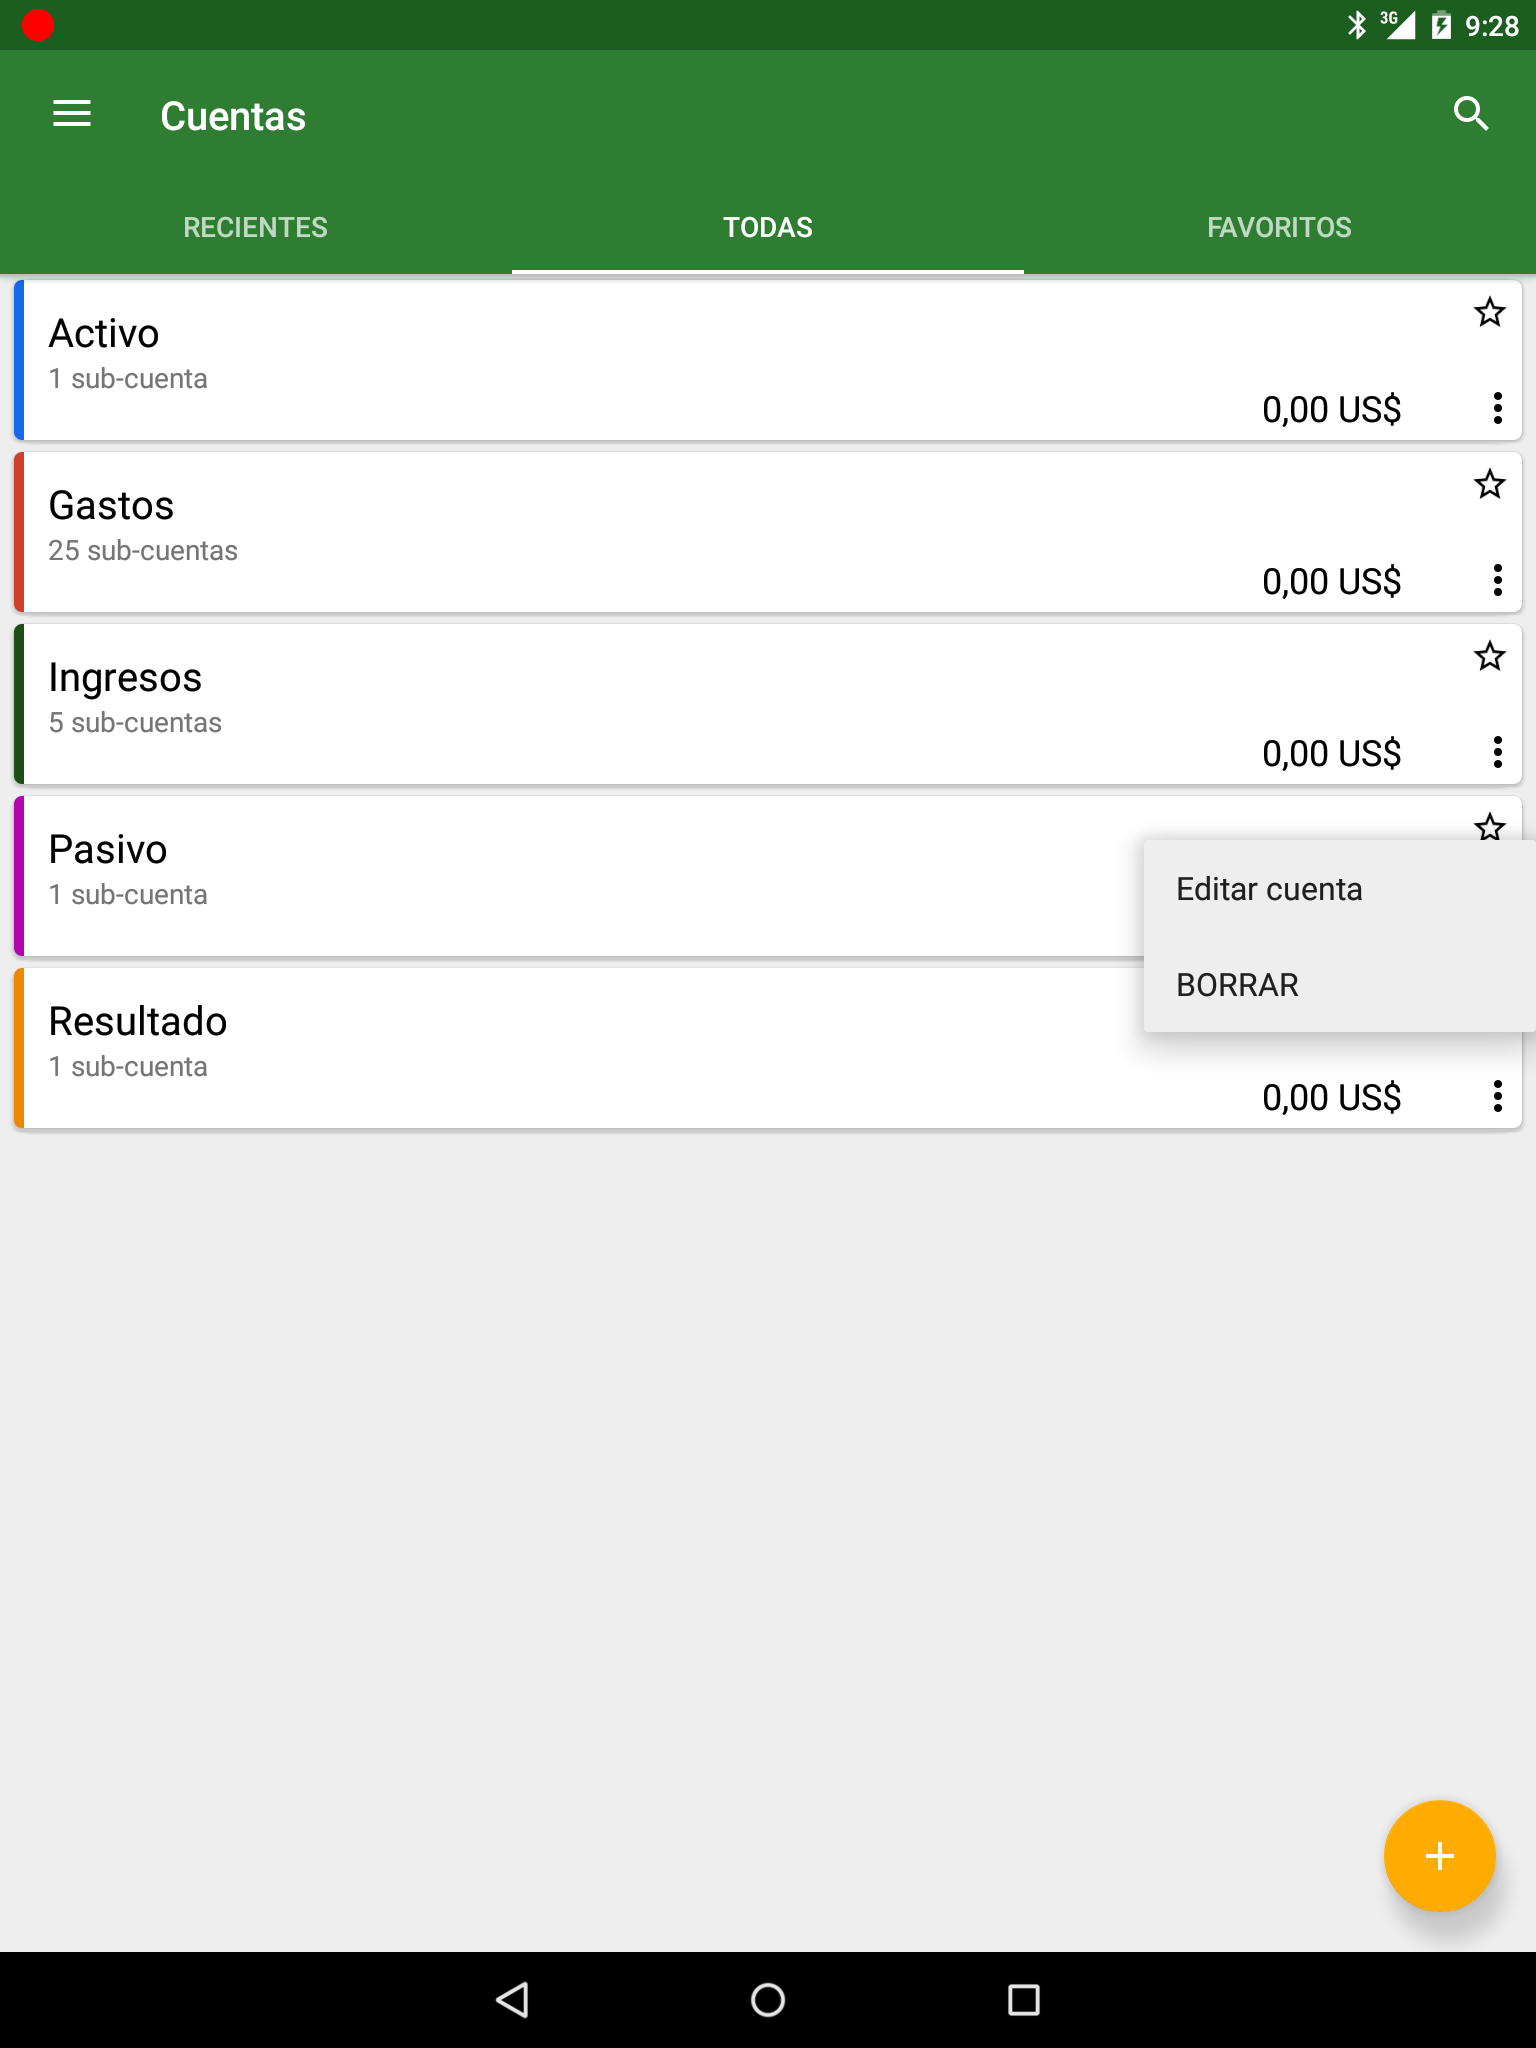 3G 9:28
Cuentas
RECIENTES TODAS FAVORITOS
Activo
1 sub-cuenta
0,00 US$
Gastos
25 sub-cuentas
0,00 US$
Ingresos
5 sub-cuentas
0,00 US$
Pasivo
1 sub-cuenta
Editar cuenta
BORRAR
Resultado
1 sub-cuenta
0,00 US$